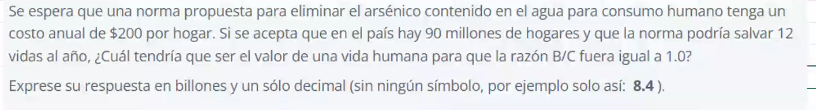 Se espera que una norma propuesta para eliminar el arsénico contenido en el agua para consumo humano tenga un
costo anual de $200 por hogar. Si se acepta que en el país hay 90 millones de hogares y que la norma podría salvar 12
vidas al año, ¿Cuál tendría que ser el valor de una vida humana para que la razón B/C fuera igual a 1.0?
Exprese su respuesta en billones y un sólo decimal (sin ningún símbolo, por ejemplo solo así: 8.4 ).